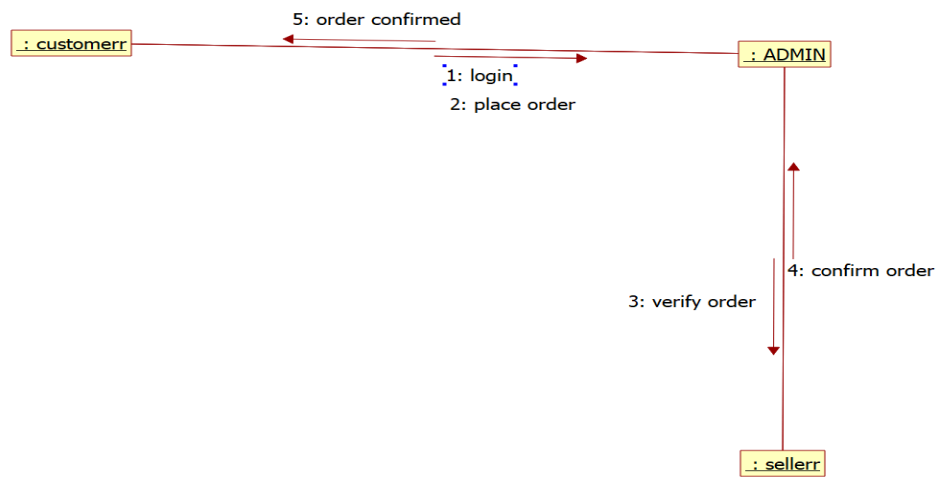 5: order confirmed
: customerr
: ADMIN
1: login
2: place order
4: confirm order
3: verify order
: sellerr